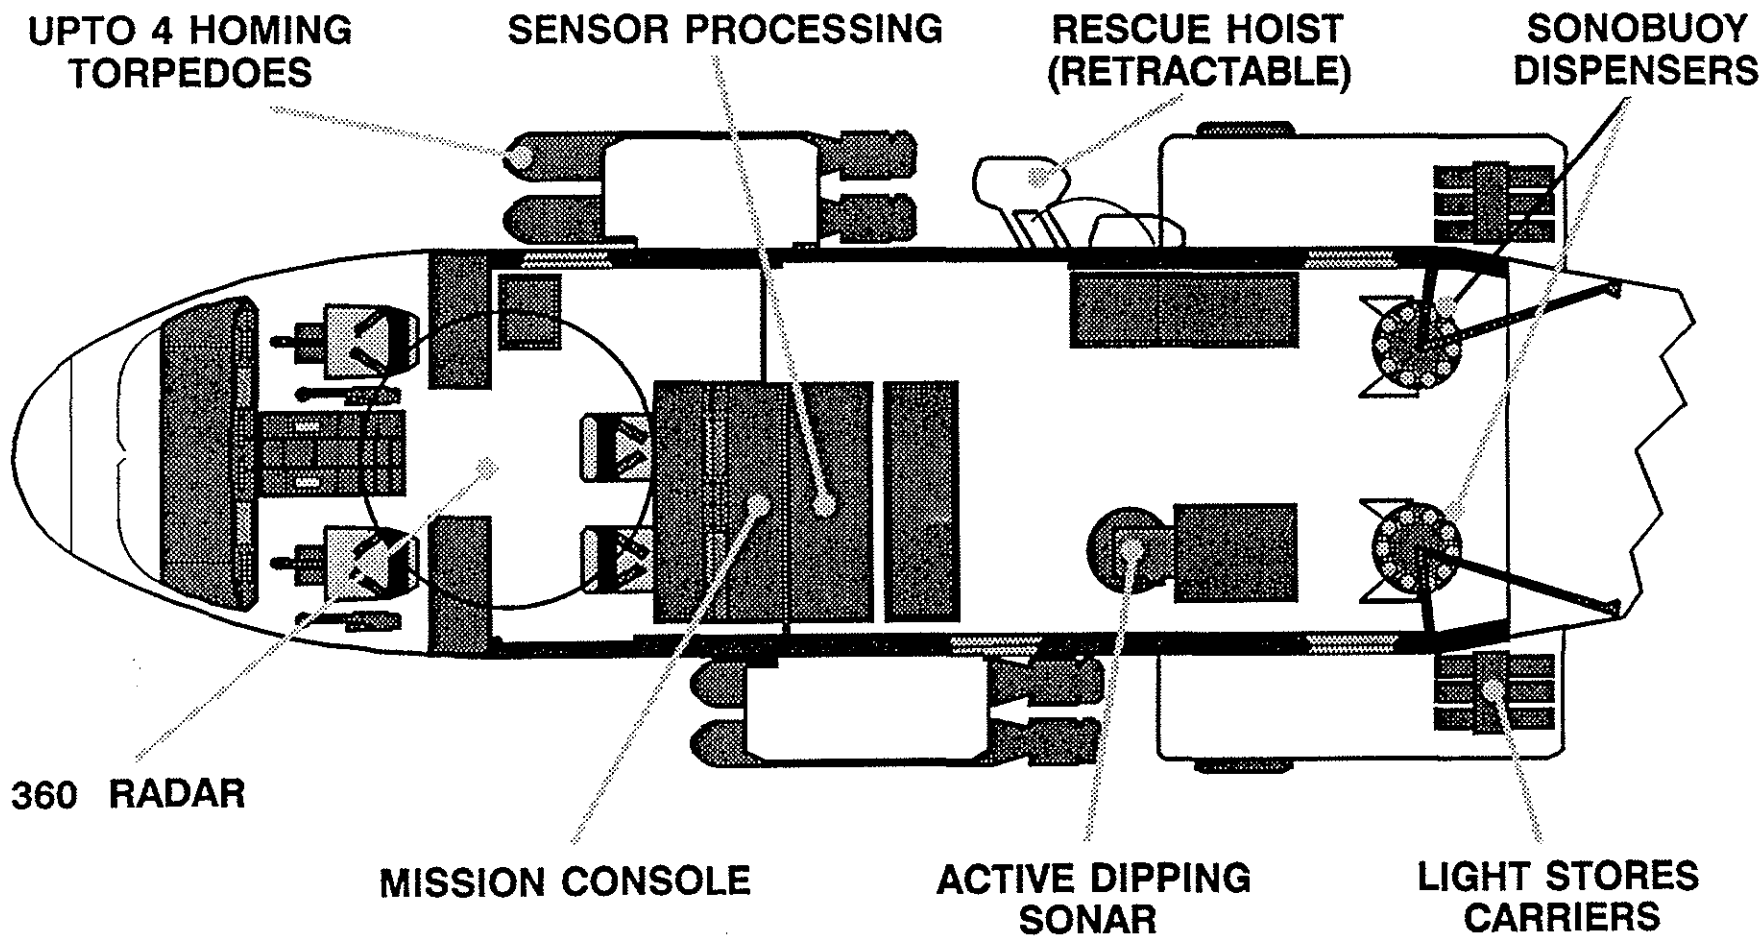 UPTO 4 HOMING
TORPEDOES
SENSOR PROCESSING
RESCUE HOIST
(RETRACTABLE)
SONOBUOY
DISPENSERS
360 RADAR
MISSION CONSOLE
ACTIVE DIPPING
SONAR
LIGHT STORES
CARRIERS